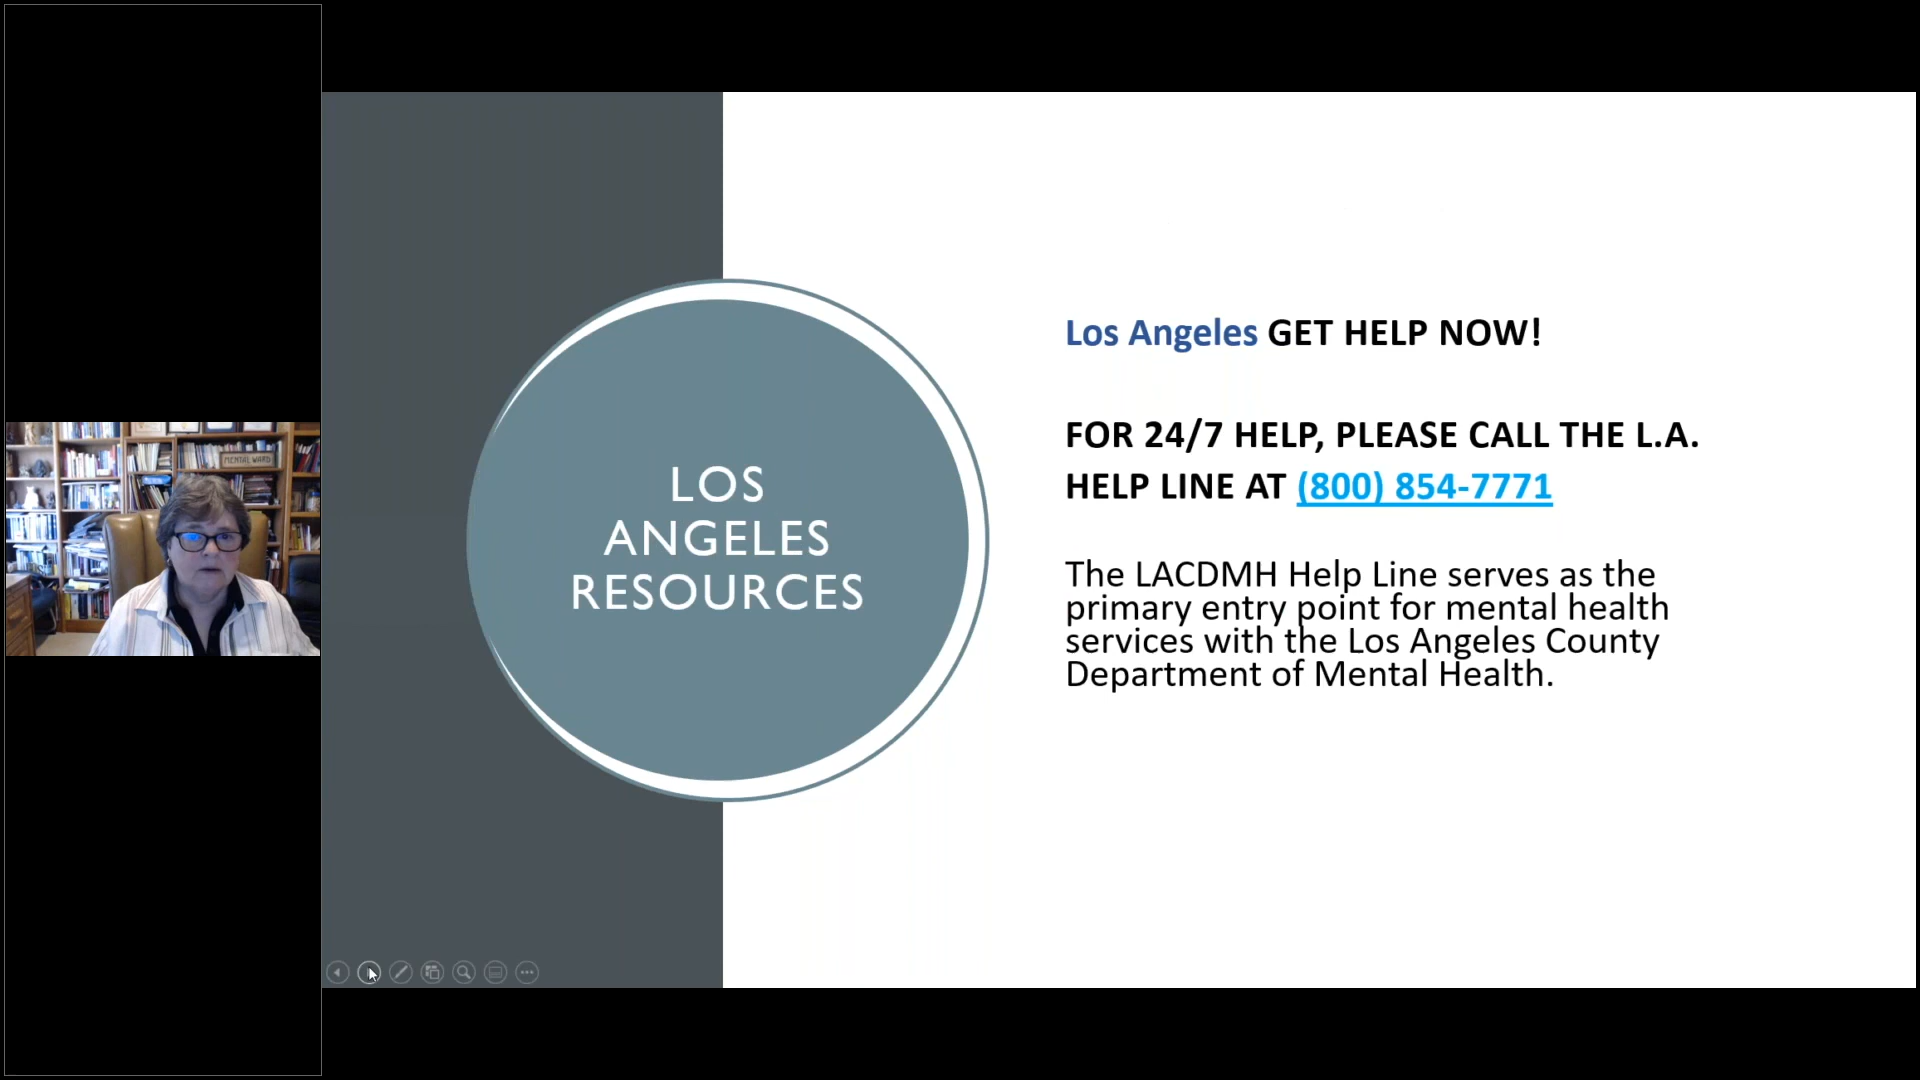 MENTAL WARD
LOS
ANGELES
RESOURCES
Los Angeles GET HELP NOW!
FOR 24/7 HELP, PLEASE CALL THE L.A.
HELP LINE AT (800) 854-7771
The LACDMH Help Line serves as the
primary entry point for mental health
services with the Los Angeles County
Department of Mental Health.